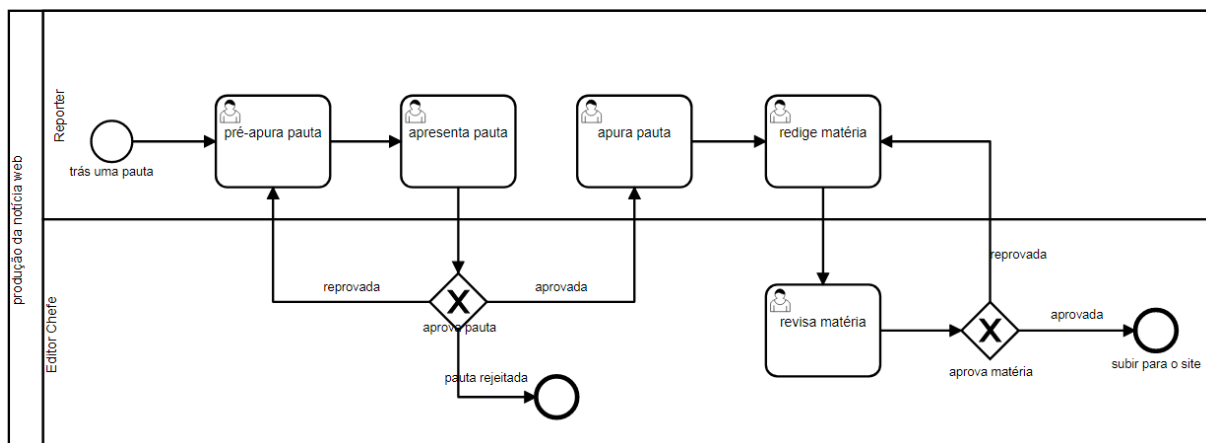 produção da notícia web
Reporter
trás uma pauta
pré-apura pauta
apresenta pauta
apura pauta
redige matéria
Editor Chefe
reprovada
aprova pauta
aprovada
pauta rejeitada
revisa matéria
reprovada
aprova matéria
aprovada
subir para o site